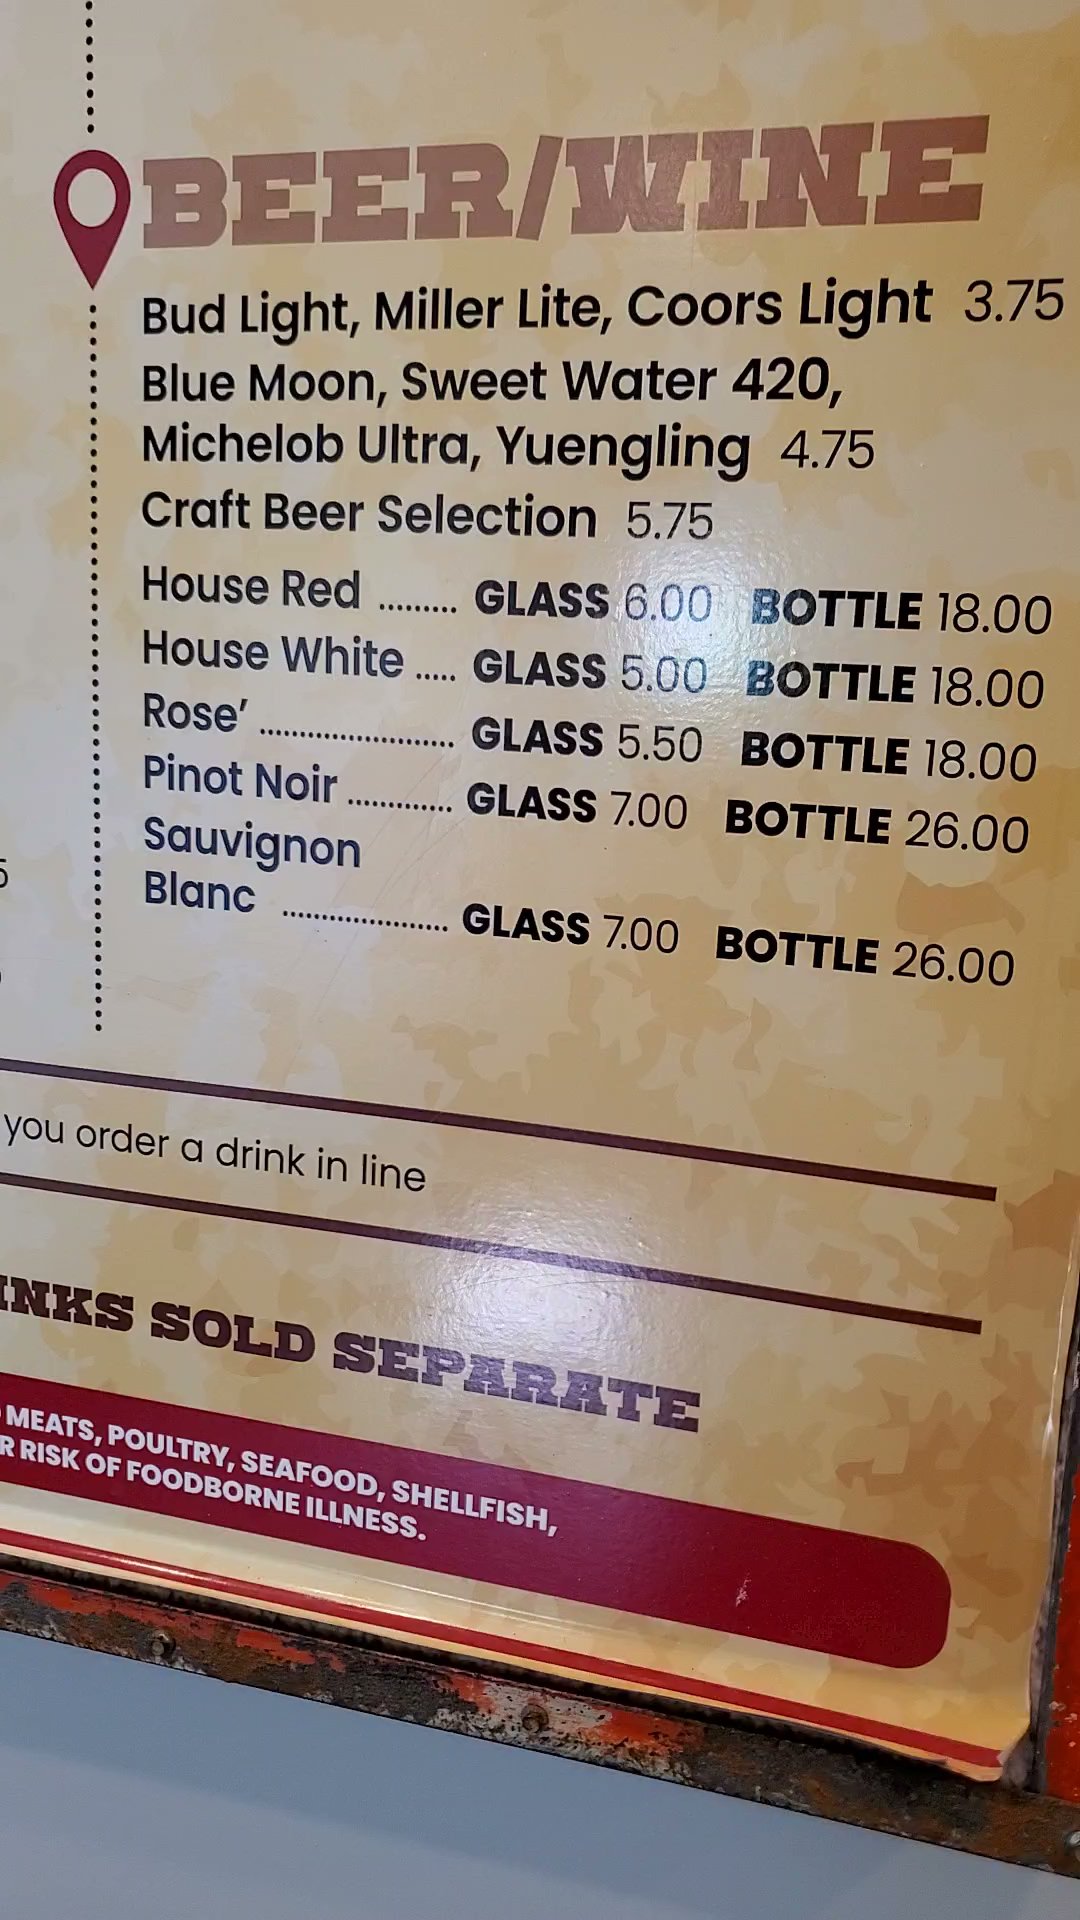 BEER/WINE
Bud Light, Miller Lite, Coors Light 3.75
Blue Moon, Sweet Water 420,
Michelob Ultra, Yuengling 4.75
Craft Beer Selection 5.75
House Red ......... GLASS 6.00 BOTTLE 18.00
House White ..... GLASS 5.00 BOTTLE 18.00
Rose’ ........................ GLASS 5.50 BOTTLE 18.00
Pinot Noir ............. GLASS 7.00 BOTTLE 26.00
Sauvignon
Blanc .................... GLASS 7.00 BOTTLE 26.00
you order a drink in line
SOLD SEPARATE
MEATS, POULTRY, SEAFOOD, SHELLFISH,
RISK OF FOODBORNE ILLNESS.